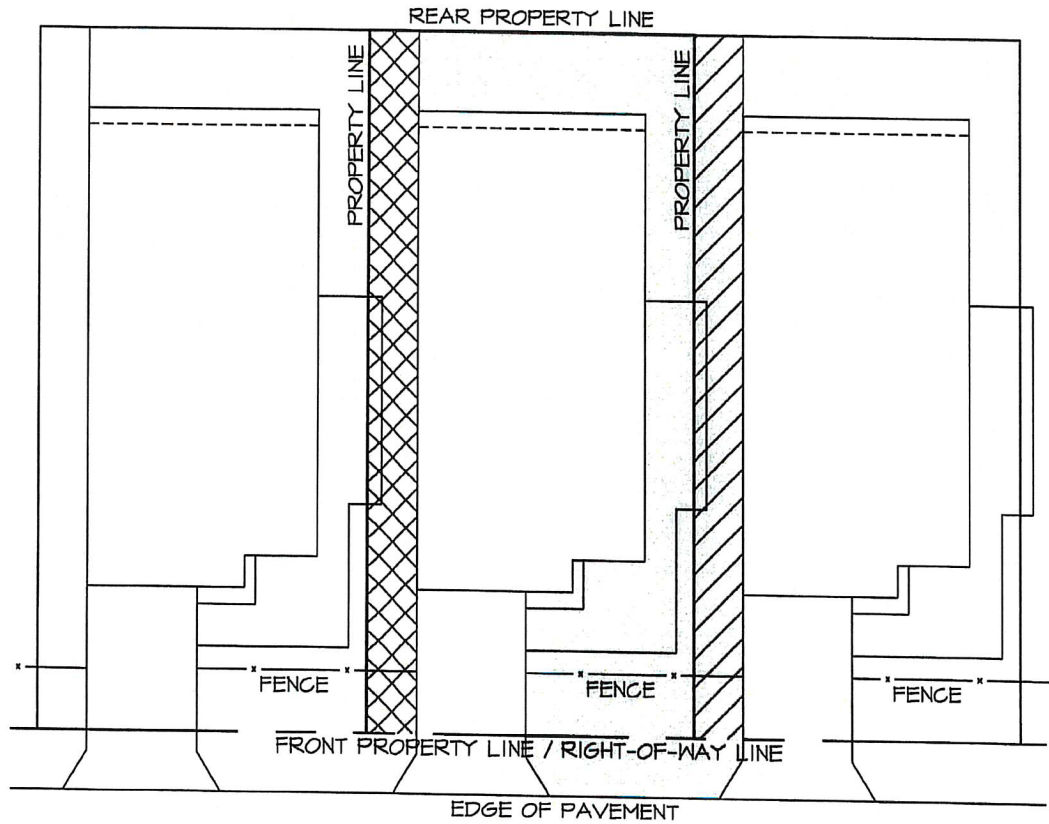 REAR PROPERTY LINE
PROPERTY LINE
PROPERTY LINE
FENCE
FENCE
FENCE
FRONT PROPERTY LINE / RIGHT-OF-WAY LINE
EDGE OF PAVEMENT